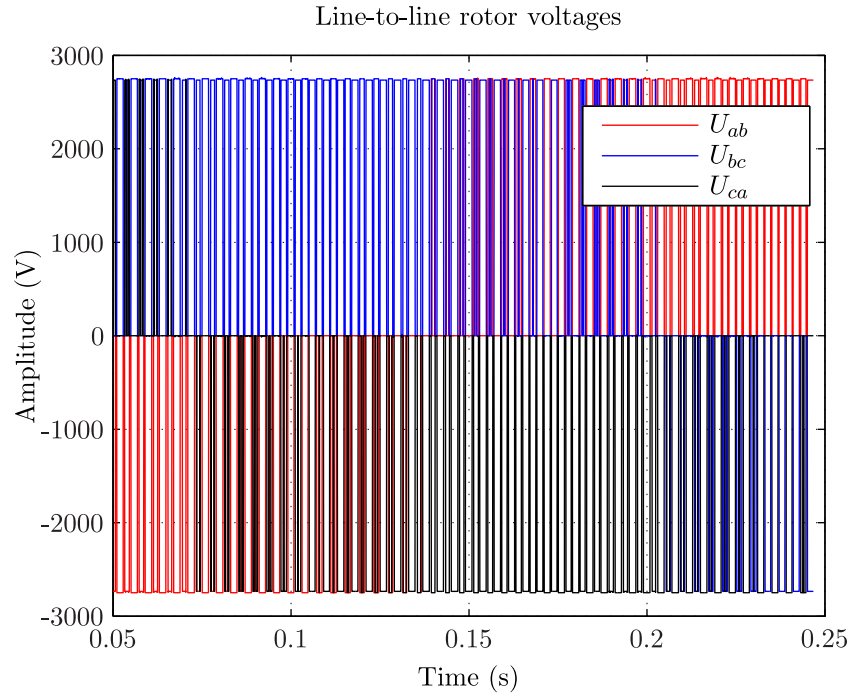 Line-to-line rotor voltages
3000
2000
1000
0
-1000
-2000
-3000
Amplitude (V)
U_ab
U_bc
U_ca
0.05
0.1
0.15
0.2
0.25
Time (s)